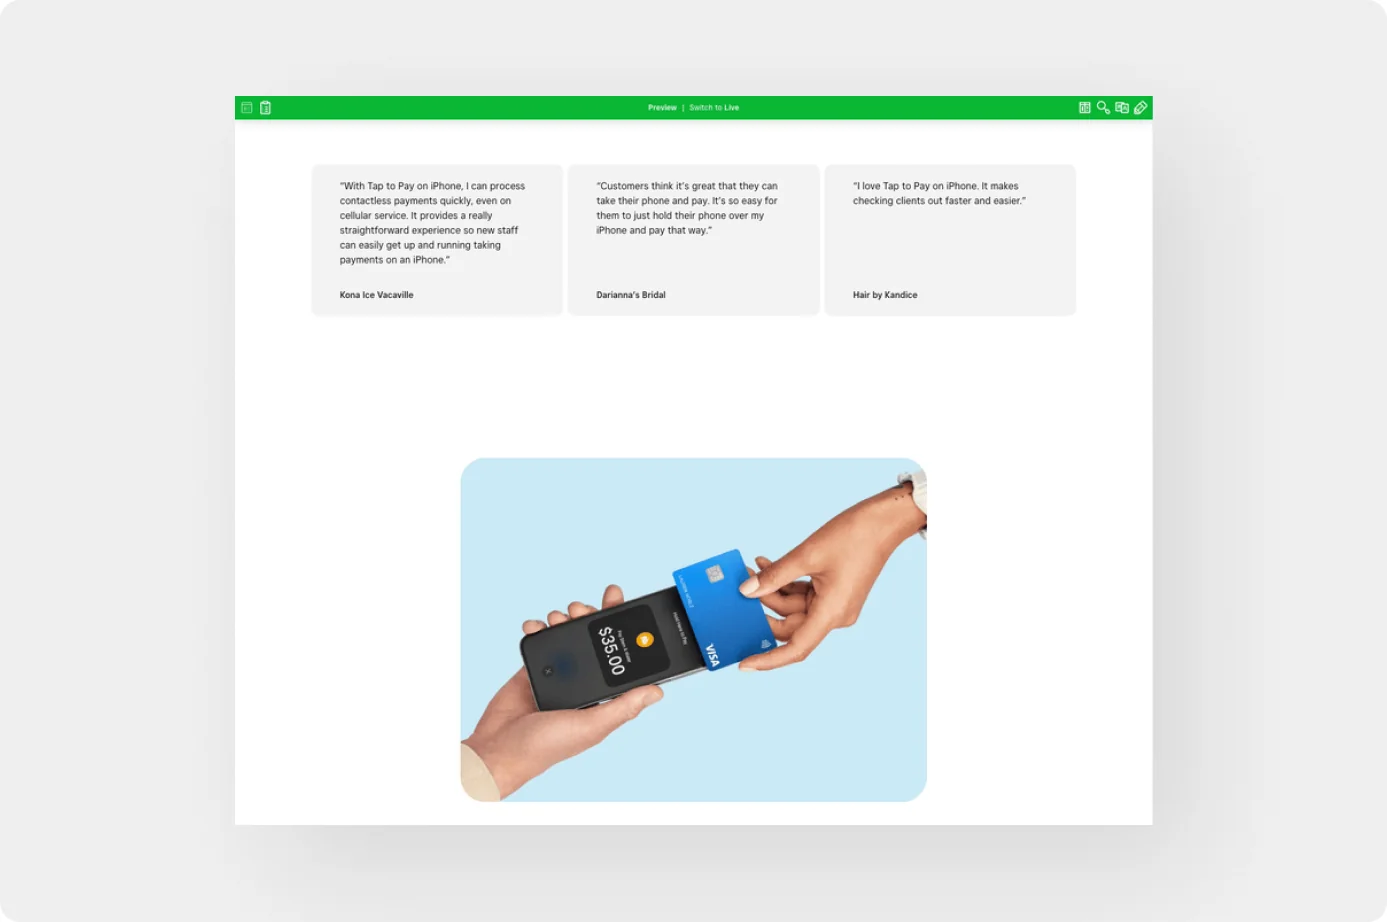 Preview | Switch to Live
“With Tap to Pay on iPhone, I can process
contactless payments quickly, even on
cellular service. It provides a really
straightforward experience so new staff
can easily get up and running taking
payments on an iPhone.”
Kona Ice Vacaville
“Customers think it’s great that they can
take their phone and pay. It’s so easy for
them to just hold their phone over my
iPhone and pay that way.”
Darianna’s Bridal
“I love Tap to Pay on iPhone. It makes
checking clients out faster and easier.”
Hair by Kandice
Hold Here to Pay
$35.00
VISA